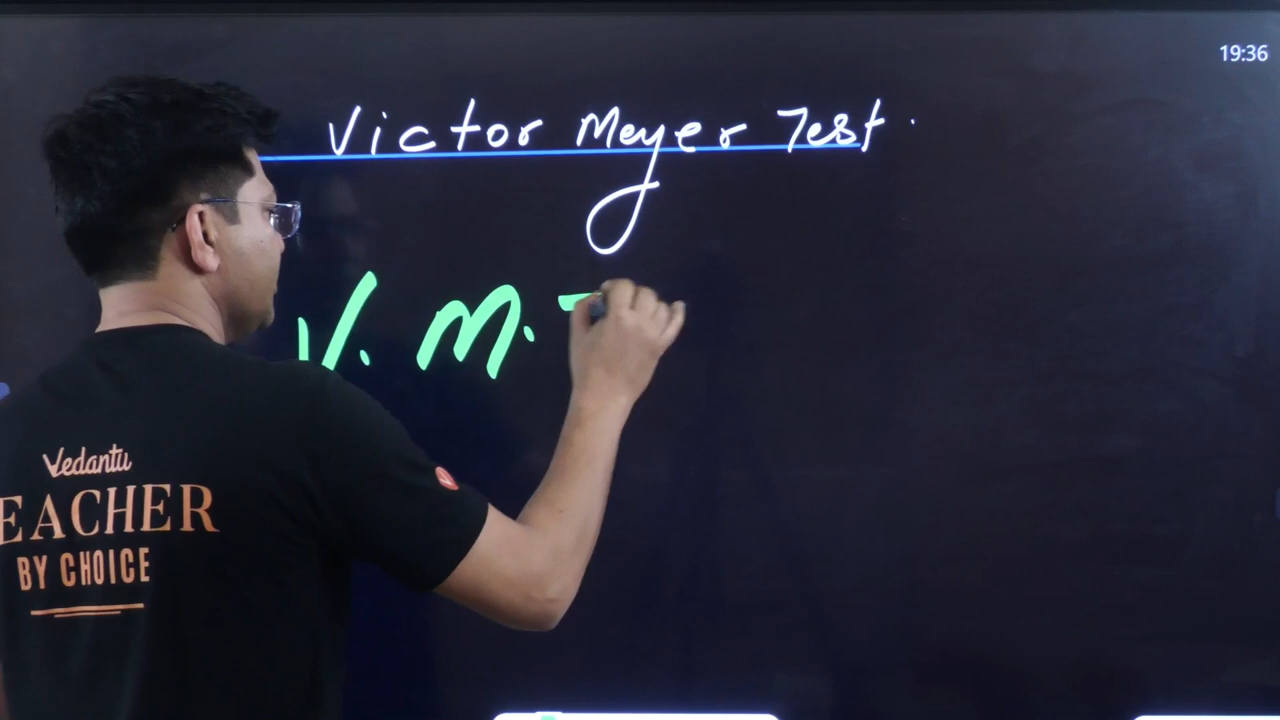 19:36
Victor Meyer Test.
V. M. T
Vedantu
EACHER
BY CHOICE